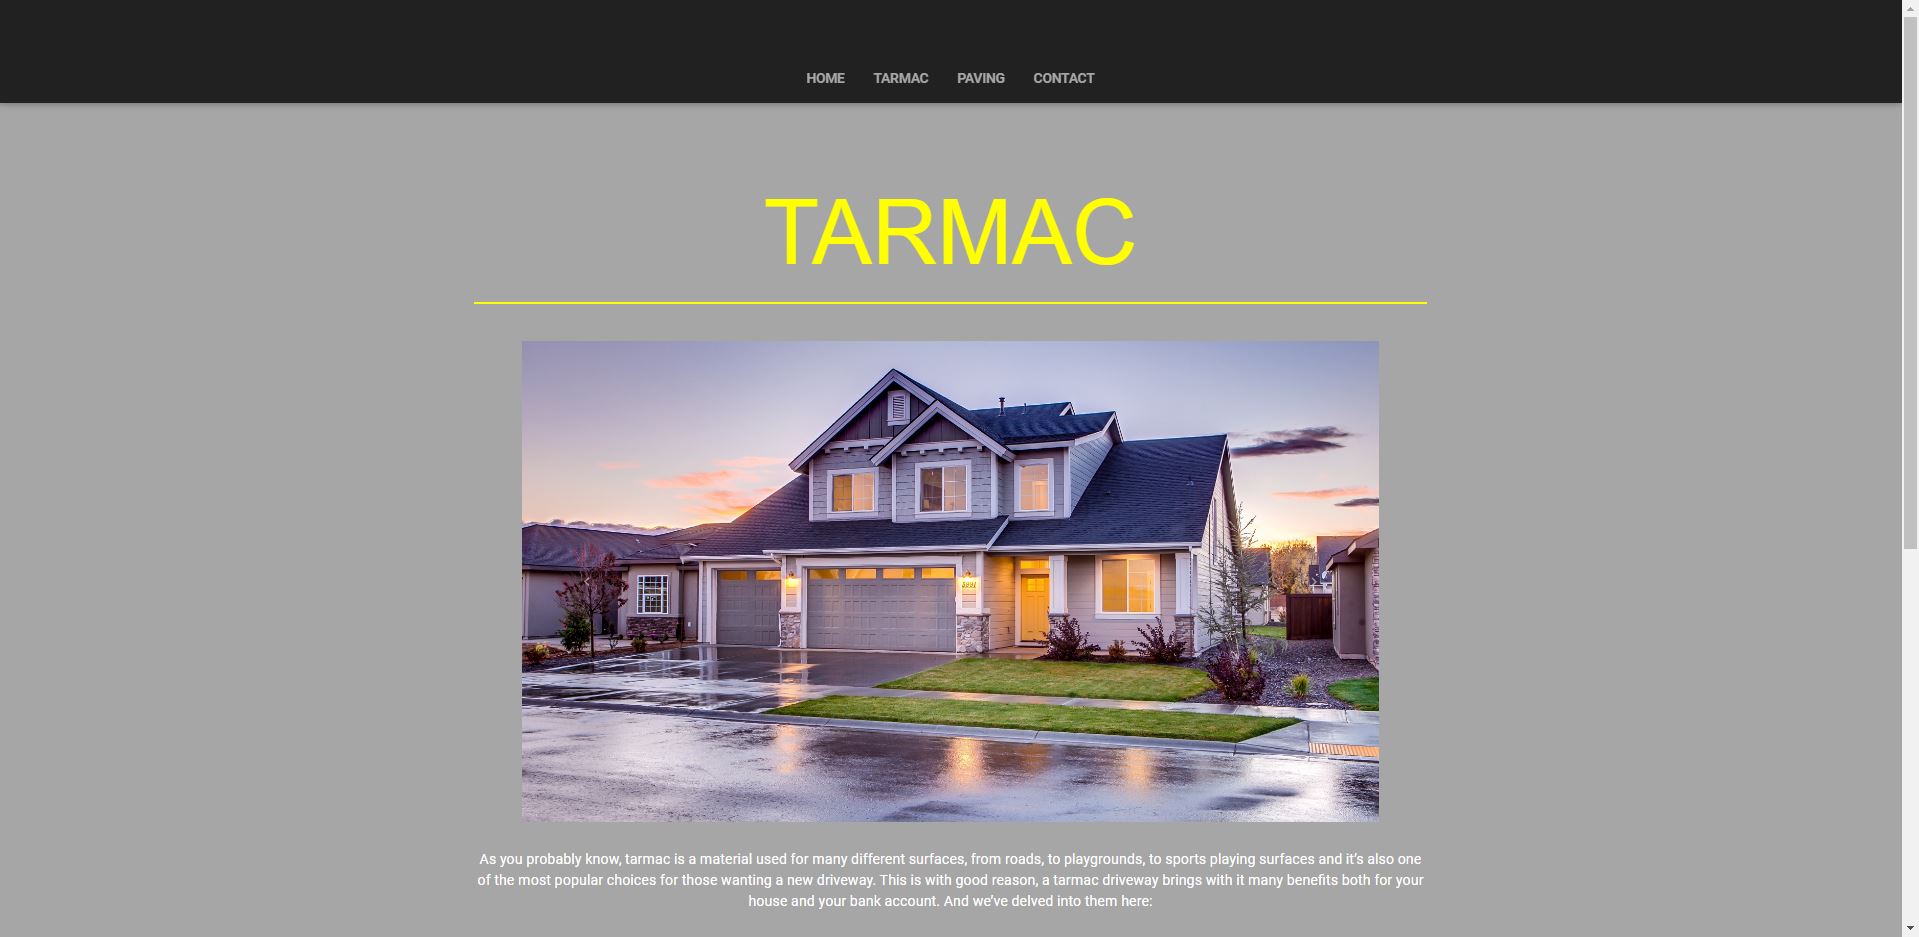 HOME TARMAC PAVING CONTACT
TARMAC
As you probably know, tarmac is a material used for many different surfaces, from roads, to playgrounds, to sports playing surfaces and it’s also one
of the most popular choices for those wanting a new driveway. This is with good reason, a tarmac driveway brings with it many benefits both for your
house and your bank account. And we’ve delved into them here: